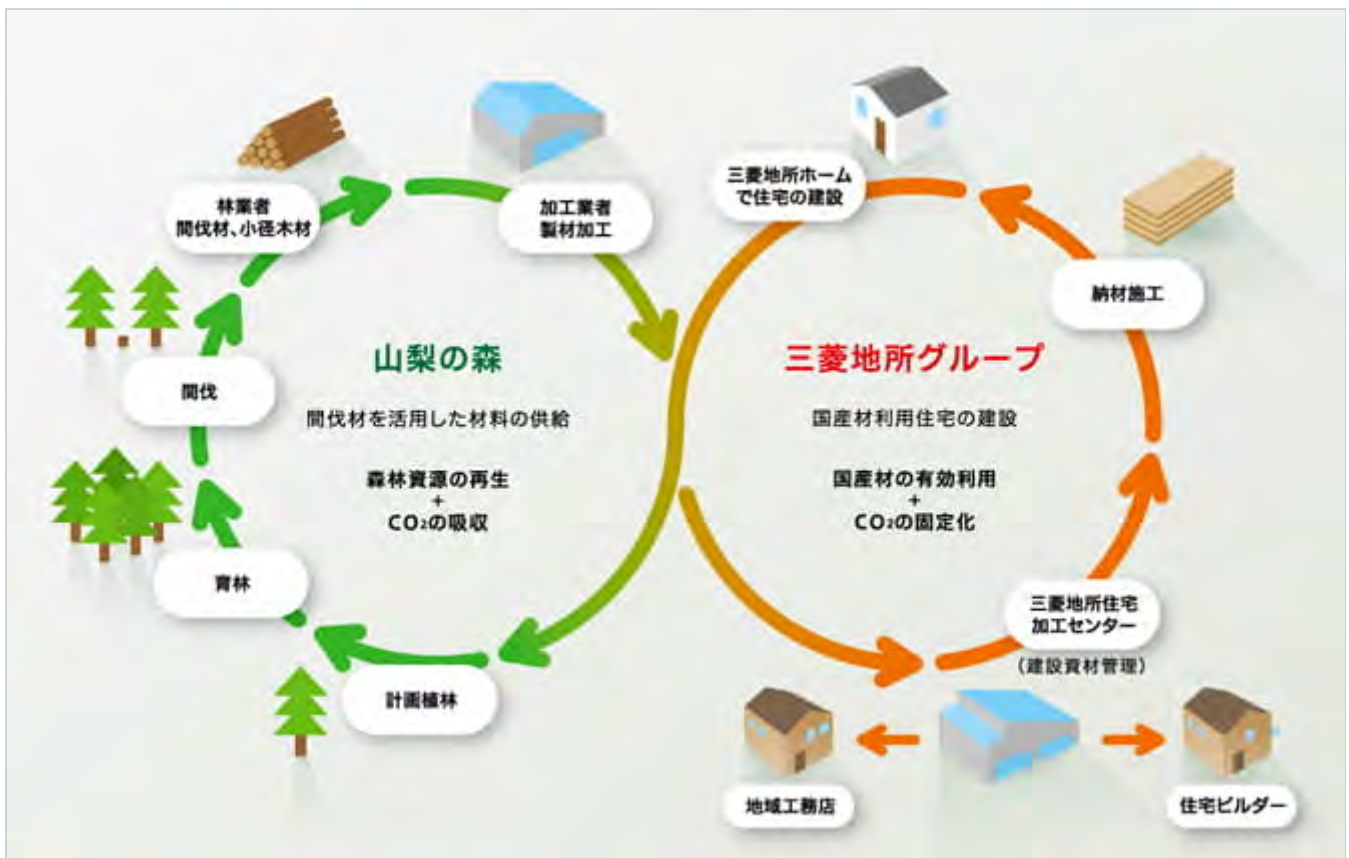 林業者
間伐材、小径木材
加工業者
製材加工
三菱地所ホーム
で住宅の建設
納材施工
間伐
山梨の森
間伐材を活用した材料の供給
森林資源の再生
+
CO₂の吸収
三菱地所グループ
国産材利用住宅の建設
国産材の有効利用
+
CO₂の固定化
育林
計画植林
三菱地所住宅
加工センター
(建設資材管理)
地域工務店
住宅ビルダー